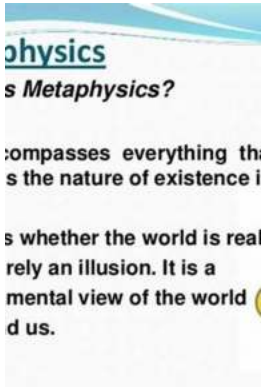 physics
s Metaphysics?
compasses everything tha
s the nature of existence i
s whether the world is real
rely an illusion. It is a
mental view of the world
d us.